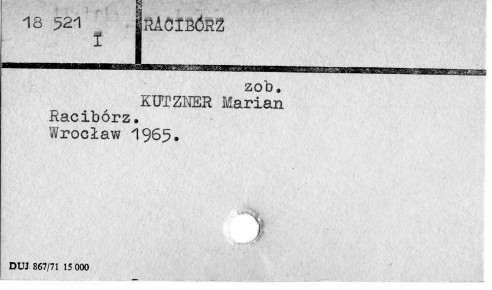 18 521
I
RACIBÓRZ
zob.
KUTZNER Marian
Racibórz.
Wrocław 1965.
DUJ 867/71 15 000